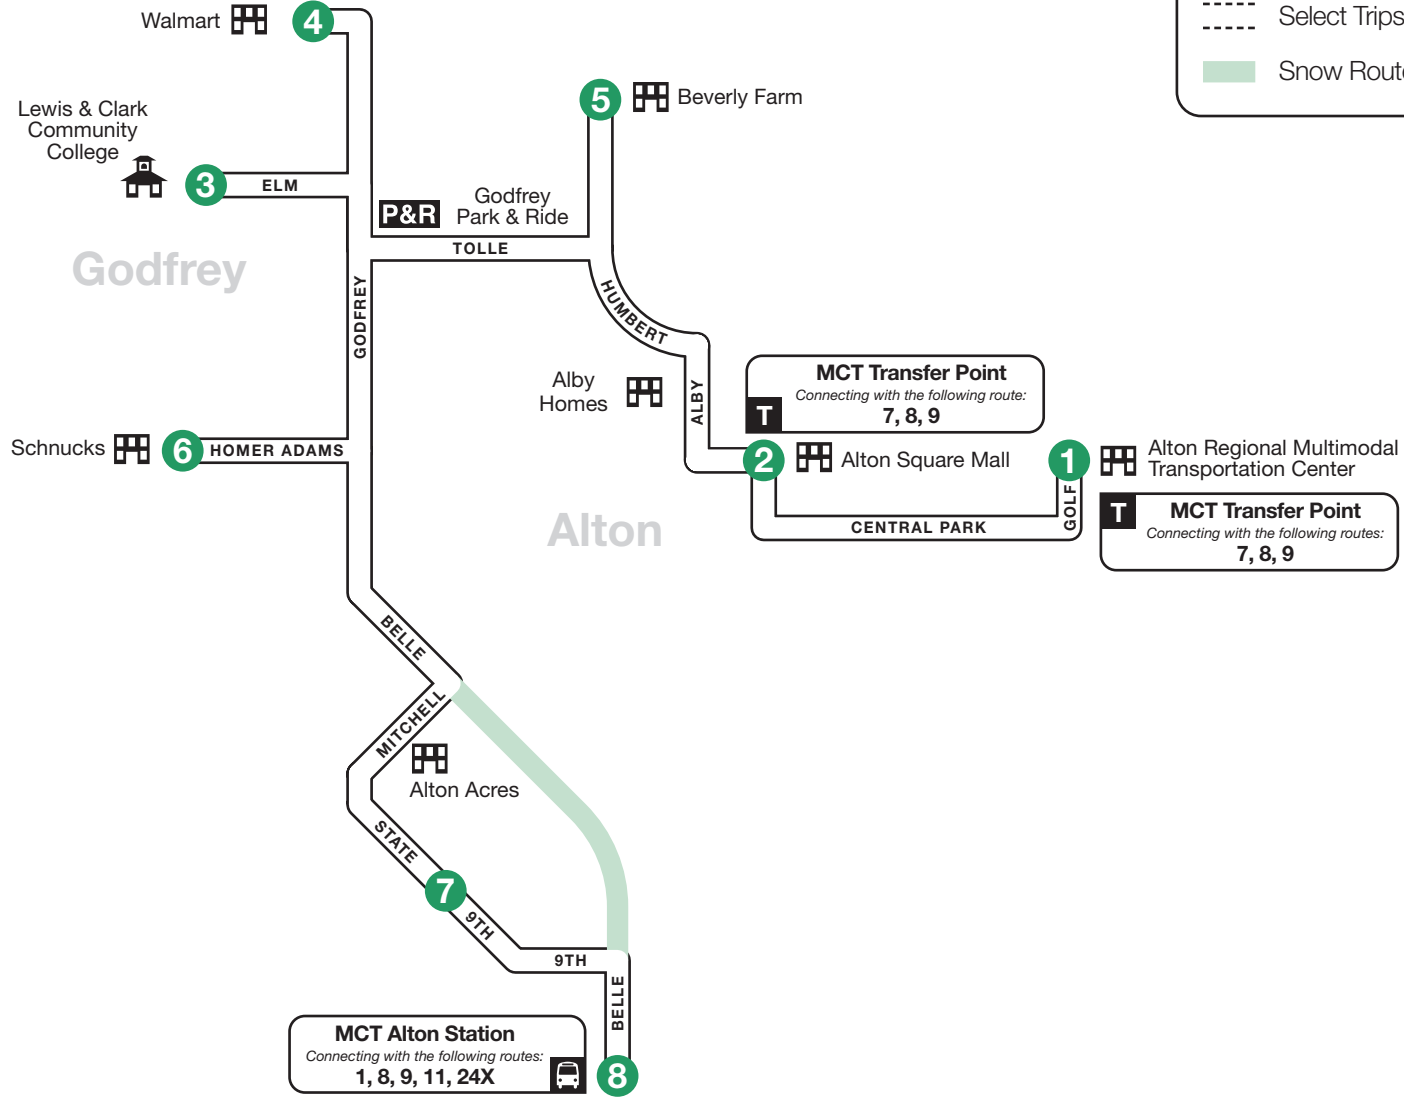 Walmart
4
Select Trips
Snow Route
Lewis & Clark
Community
College
3
ELM
5
Beverly Farm
P&R
Godfrey
Park & Ride
TOLLE
Godfrey
GODFREY
HUMBERT
Alby
Homes
ALBY
MCT Transfer Point
Connecting with the following route:
T
7, 8, 9
Schnucks
6
HOMER ADAMS
2
Alton Square Mall
1
Alton Regional Multimodal
Transportation Center
GOLF
CENTRAL PARK
T
MCT Transfer Point
Connecting with the following routes:
7, 8, 9
Alton
BELLE
MITCHELL
Alton Acres
STATE
7
9TH
9TH
BELLE
MCT Alton Station
Connecting with the following routes:
1, 8, 9, 11, 24X
8